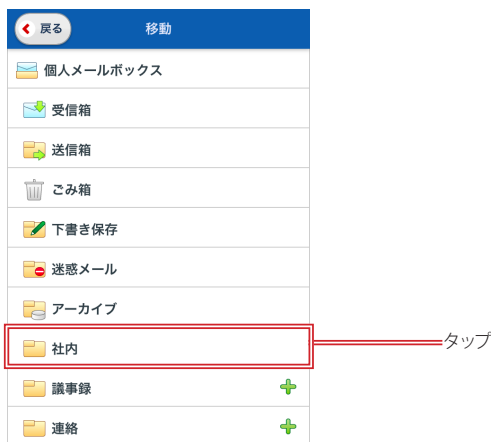 戻る
移動
個人メールボックス
受信箱
送信箱
ごみ箱
下書き保存
迷惑メール
アーカイブ
社内
タップ
議事録
連絡